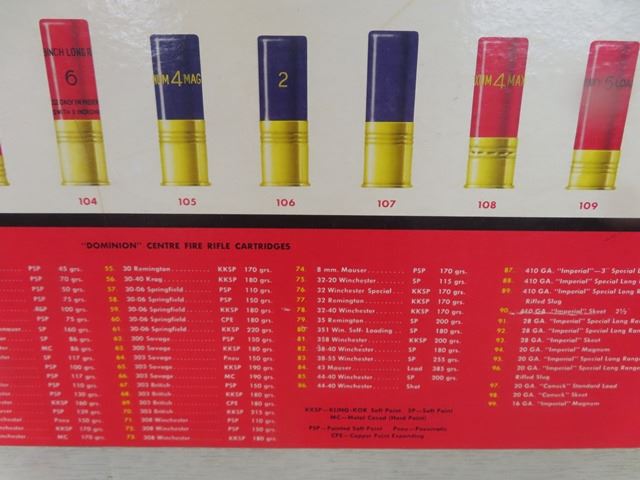 6
4 MAG
2
4
104
105
106
107
108
109
"DOMINION" CENTRE FIRE RIFLE CARTRIDGES
PSP 45 grs.
PSP 70 grs.
PSP 50 grs.
PSP 75 grs.
100 grs.
PSP 75 grs.
SP 160 grs.
86 grs.
MC 86 grs.
SP 117 grs.
PSP 100 grs.
PSP 117 grs.
PSP 130 grs.
KKSP 160 grs.
PSP 139 grs.
Pneu 150 grs.
KKSP 170 grs.
MC 170 grs.
55. 30 Remington KKSP 170 grs.
56. 30-40 Krag KKSP 180 grs.
57. 30-06 Springfield PSP 110 grs.
58. 30-06 Springfield PSP 150 grs.
59. 30-06 Springfield KKSP 180 grs.
60. 30-06 Springfield CPE 180 grs.
61. 30-06 Springfield KKSP 220 grs.
62. 300 Savage PSP 150 grs.
63. 300 Savage KKSP 180 grs.
64. 303 Savage Pneu 150 grs.
65. 303 Savage KKSP 190 grs.
66. 303 Savage MC 190 grs.
67. 303 British PSP 150 grs.
68. 303 British KKSP 180 grs.
69. 303 British CPE 180 grs.
70. 303 British KKSP 215 grs.
71. 308 Winchester PSP 110 grs.
72. 308 Winchester PSP 150 grs.
73. 308 Winchester KKSP 180 grs.
74. 8 mm. Mauser PSP 170 grs.
75. 32-20 Winchester SP 115 grs.
76. 32 Winchester Special KKSP 170 grs.
77. 32 Remington KKSP 170 grs.
78. 32-40 Winchester KKSP 170 grs.
79. 35 Remington SP 200 grs.
80. 351 Win. Self-Loading SP 180 grs.
81. 358 Winchester KKSP 200 grs.
82. 38-40 Winchester SP 180 grs.
83. 38-55 Winchester SP 255 grs.
84. 43 Mauser Lead 385 grs.
85. 44-40 Winchester SP 200 grs.
86. 44-40 Winchester Shot
KKSP—KLING-KOR Soft Point SP—Soft Point
MC—Metal Cased (Hard Point)
PSP—Pointed Soft Point Pneu—Pneumatic
CPE—Copper Point Expanding
87. 410 GA. "Imperial"—3" Special
88. 410 GA. "Imperial" Special Long Ra
89. 410 GA. "Imperial" Special Long Ran
Rifled Slug
90. 410 GA. "Imperial" Skeet 2½
91. 28 GA. "Imperial" Special Long Ran
92. 28 GA. "Imperial" Special Long Ran
93. 28 GA. "Imperial" Skeet
94. 20 GA. "Imperial" Magnum
95. 20 GA. "Imperial" Special Long Ran
96. 20 GA. "Imperial" Special Long Ran
Rifled Slug
97. 20 GA. "Canuck" Standard Load
98. 20 GA. "Canuck" Skeet
99. 16 GA. "Imperial" Magnum